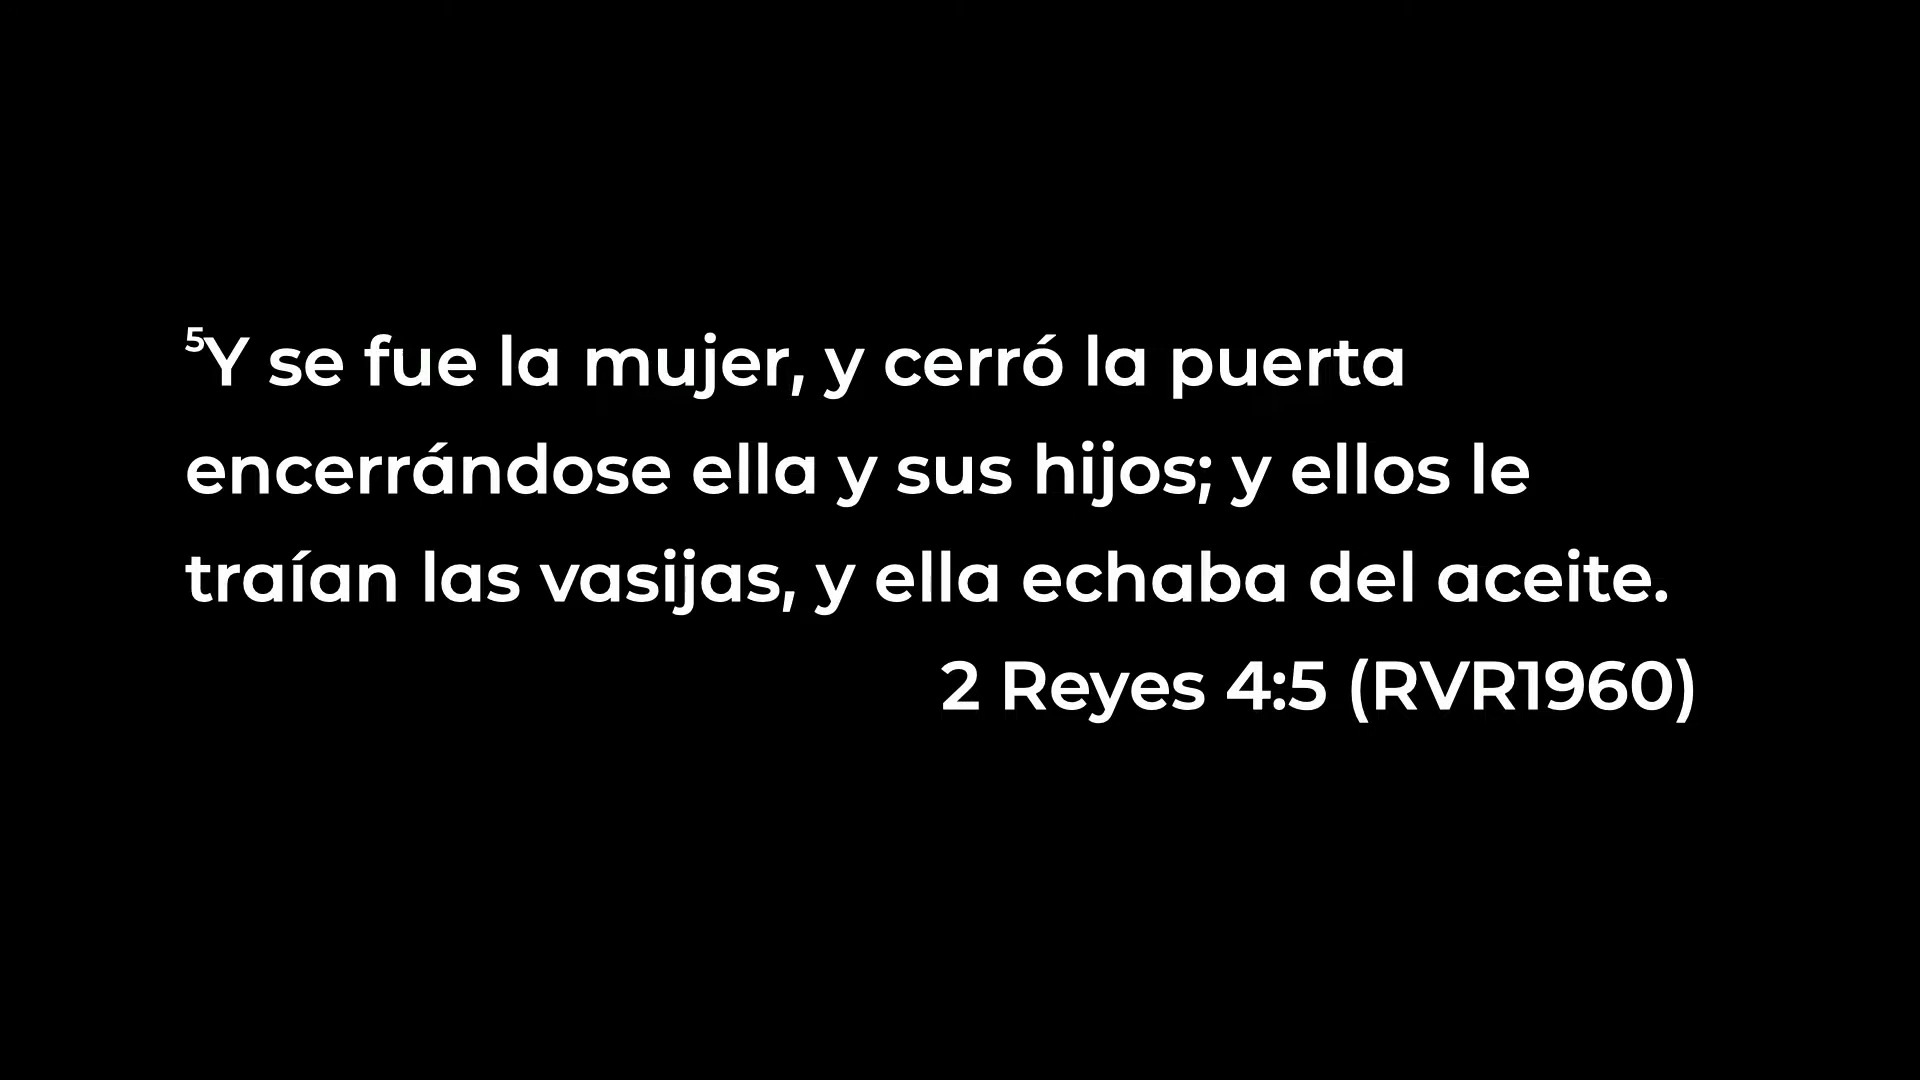 ⁵Y se fue la mujer, y cerró la puerta
encerrándose ella y sus hijos; y ellos le
traían las vasijas, y ella echaba del aceite.
2 Reyes 4:5 (RVR1960)